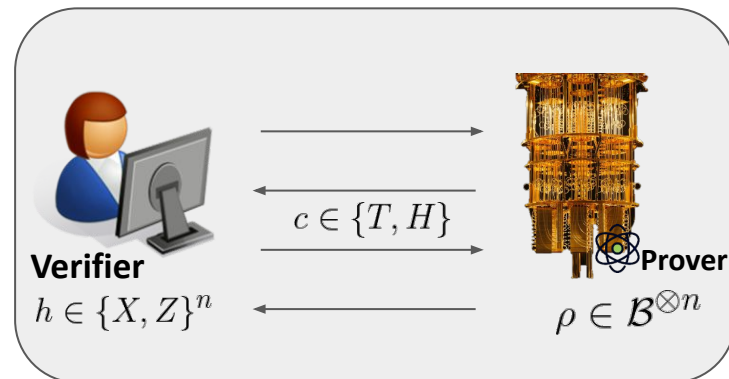 c ∈ {T, H}
Verifier
Prover
h ∈ {X, Z}ⁿ
ρ ∈ 𝓑^{⊗n}